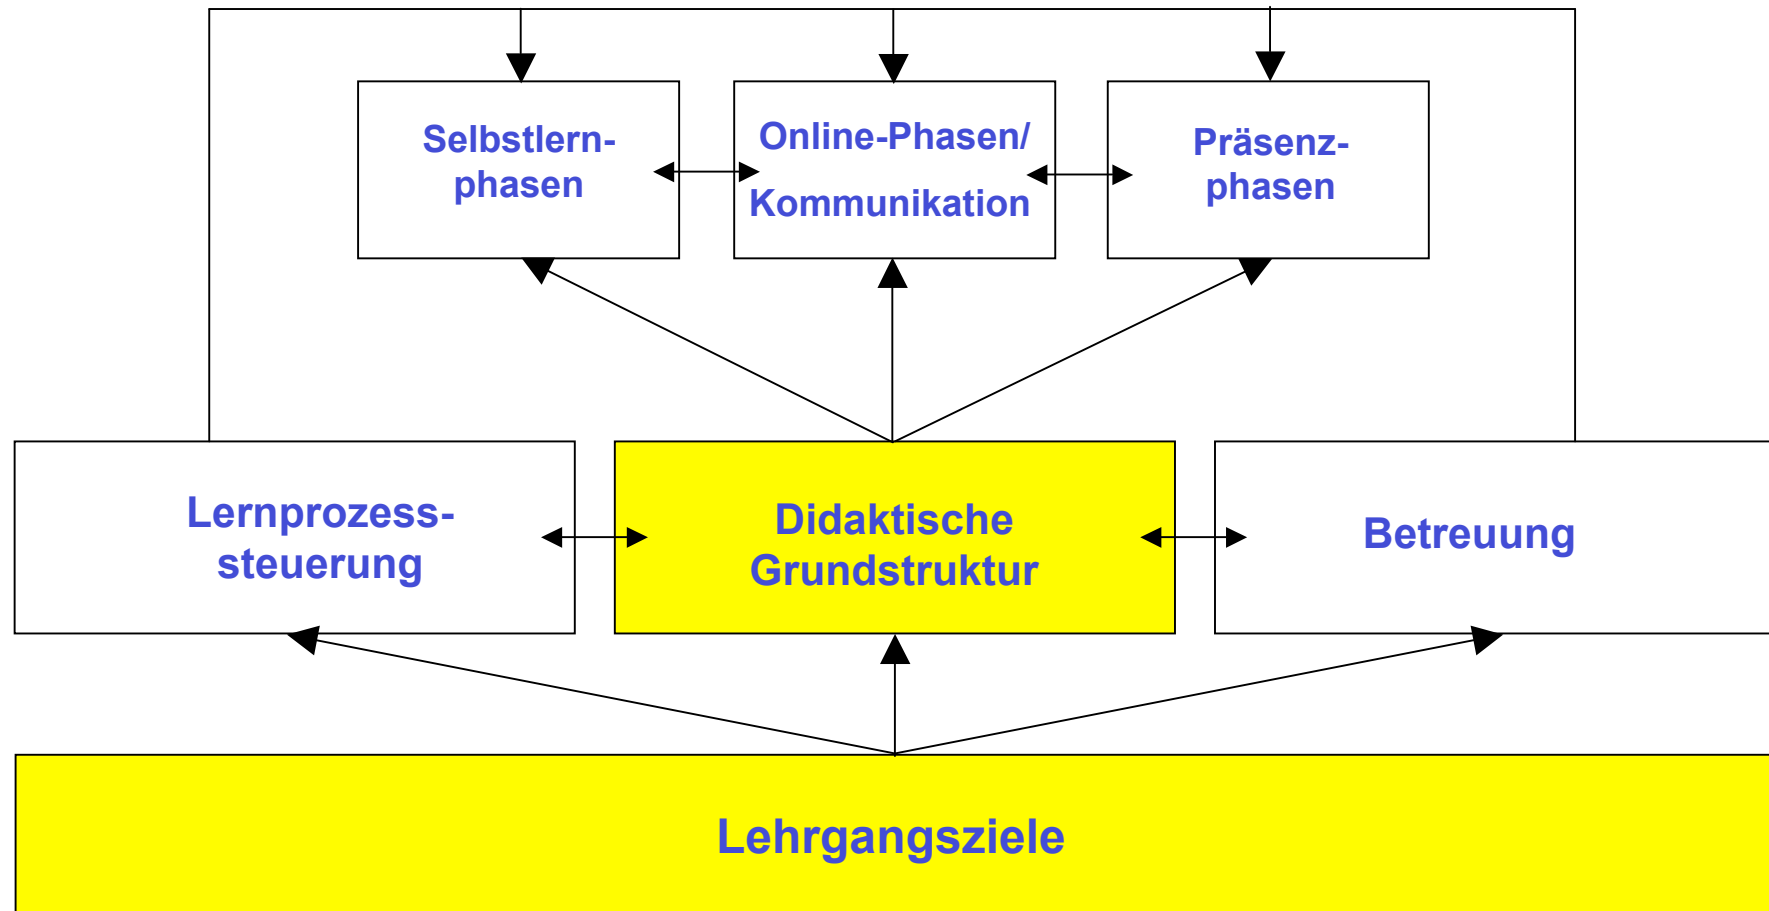 Selbstlern-
phasen
Online-Phasen/
Kommunikation
Präsenz-
phasen
Lernprozess-
steuerung
Didaktische
Grundstruktur
Betreuung
Lehrgangsziele